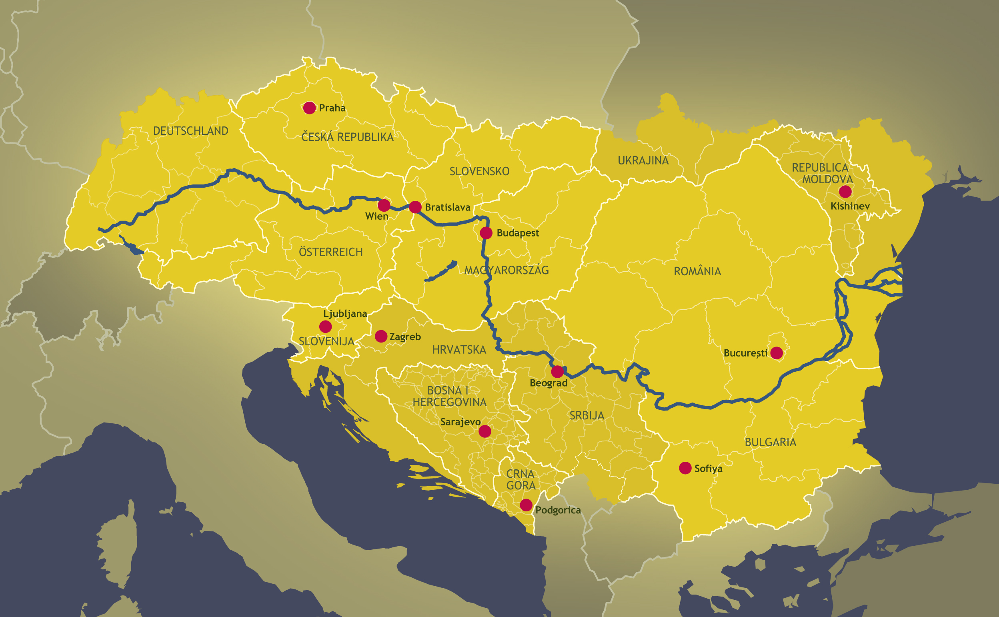 Praha
DEUTSCHLAND
ČESKÁ REPUBLIKA
UKRAJINA
REPUBLICA
MOLDOVA
SLOVENSKO
Kishinev
Bratislava
Wien
Budapest
ÖSTERREICH
MAGYARORSZÁG
ROMÂNIA
Ljubljana
SLOVENIJA
Zagreb
HRVATSKA
Bucureşti
Beograd
BOSNA I
HERCEGOVINA
SRBIJA
Sarajevo
BULGARIA
Sofiya
CRNA
GORA
Podgorica